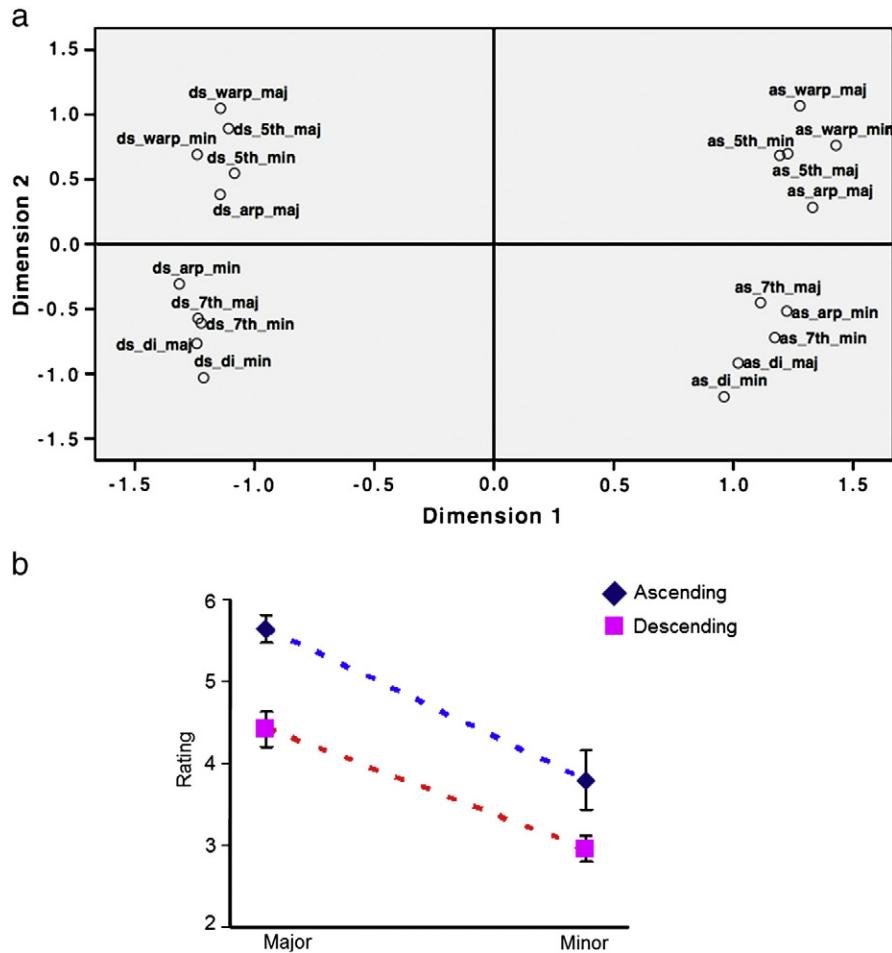 a
1.5
1.0
0.5
0.0
-0.5
-1.0
-1.5
Dimension 2
ds_warp_maj
ds_5th_maj
ds_warp_min
ds_5th_min
ds_arp_maj
as_warp_maj
as_warp_min
as_5th_min
as_5th_maj
as_arp_maj
ds_arp_min
ds_7th_maj
ds_7th_min
ds_di_maj
ds_di_min
as_7th_maj
as_arp_min
as_7th_min
as_di_maj
as_di_min
-1.5 -1.0 -0.5 0.0 0.5 1.0 1.5
Dimension 1
b
Ascending
Descending
6
5
4
3
2
Rating
Major Minor